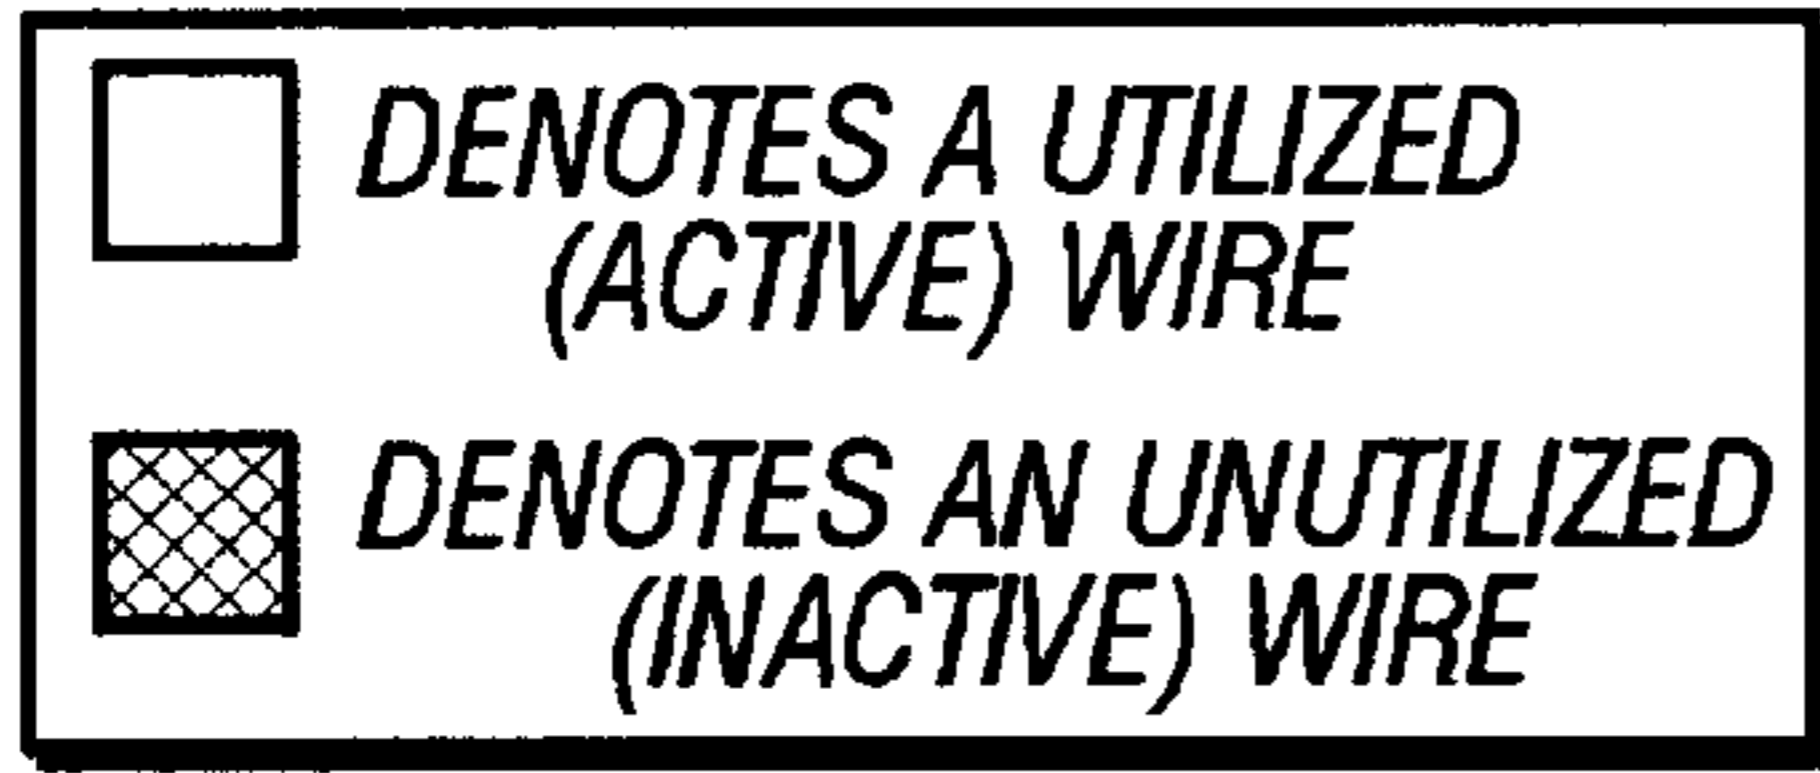 DENOTES A UTILIZED
(ACTIVE) WIRE
DENOTES AN UNUTILIZED
(INACTIVE) WIRE